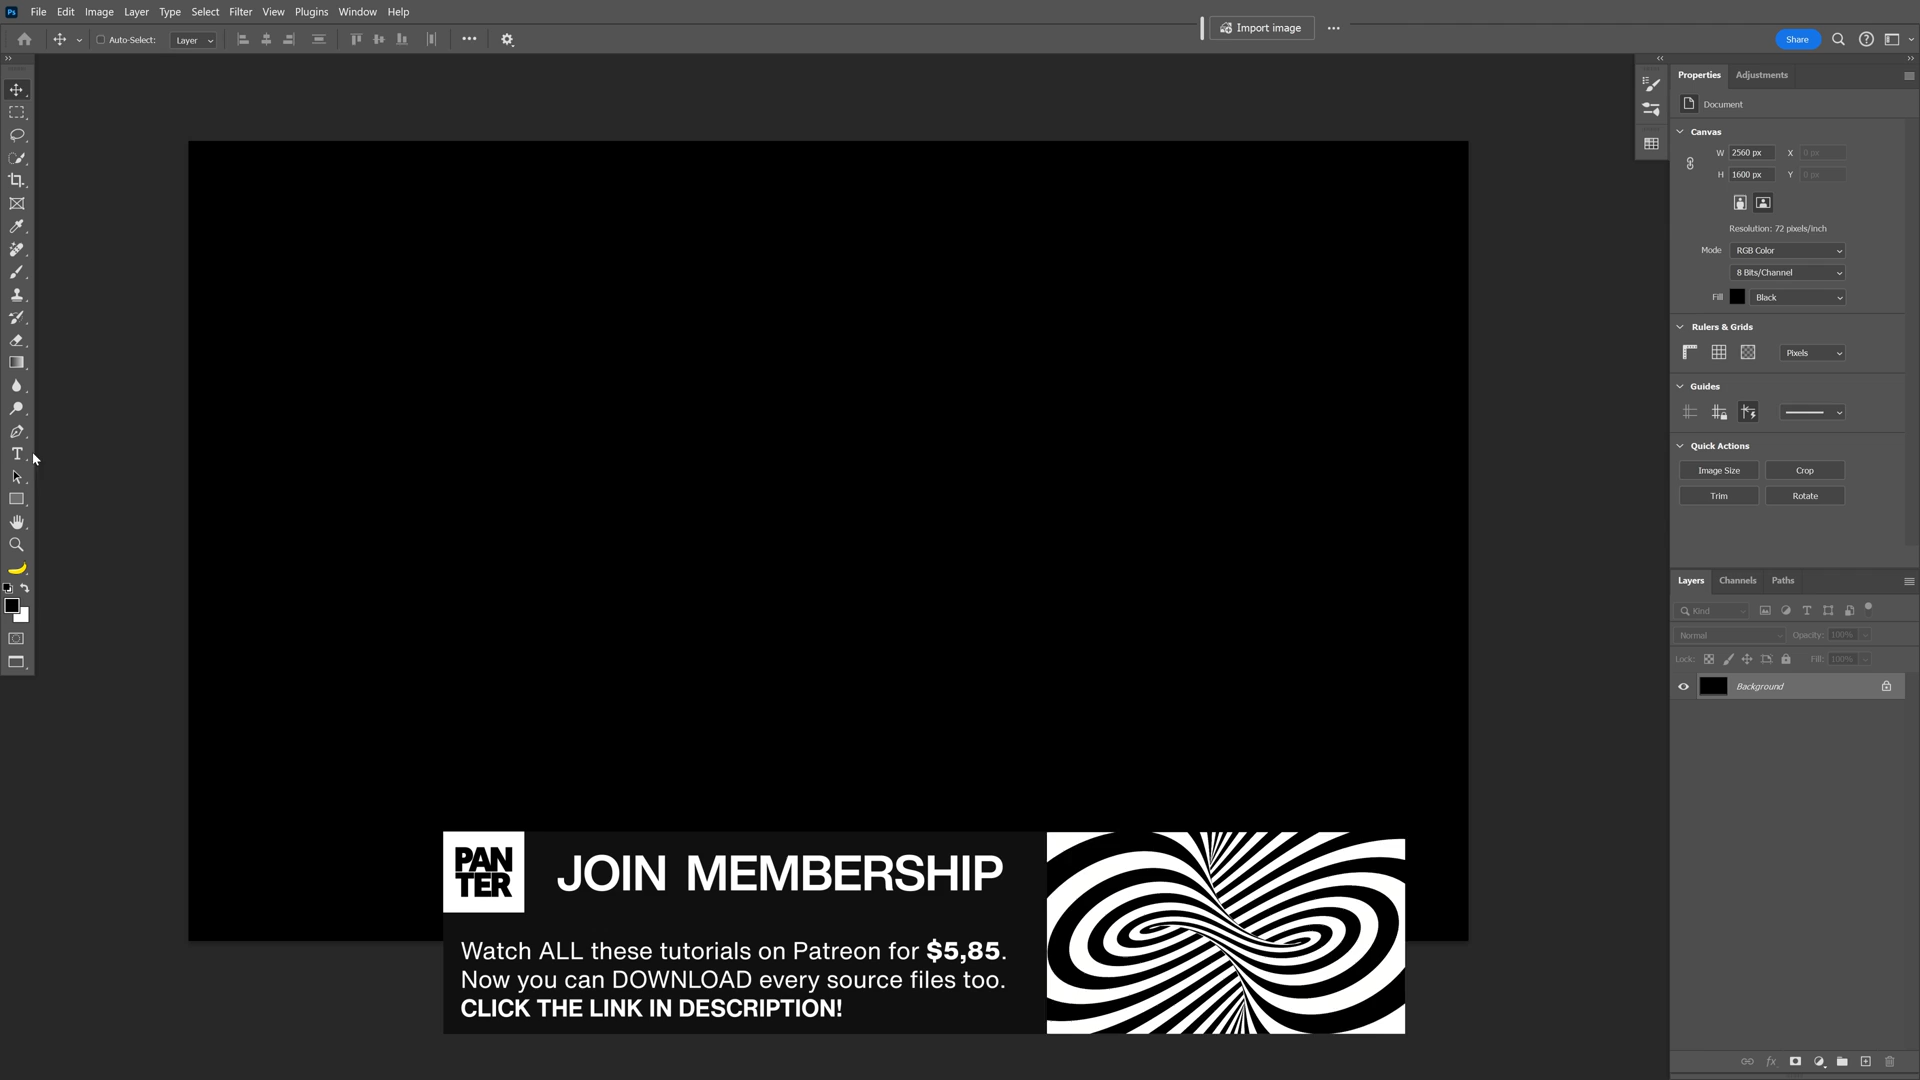 Ps File Edit Image Layer Type Select Filter View Plugins Window Help
Import image
Auto-Select: Layer
Share
Properties Adjustments
Document
Canvas
W 2560 px X 0 px
H 1600 px Y 0 px
Resolution: 72 pixels/inch
Mode RGB Color
8 Bits/Channel
Fill Black
Rulers & Grids
Pixels
Guides
Quick Actions
Image Size Crop
Trim Rotate
Layers Channels Paths
Kind
Normal Opacity: 100%
Lock: Fill: 100%
Background
fx
PAN
TER
JOIN MEMBERSHIP
Watch ALL these tutorials on Patreon for $5,85.
Now you can DOWNLOAD every source files too.
CLICK THE LINK IN DESCRIPTION!